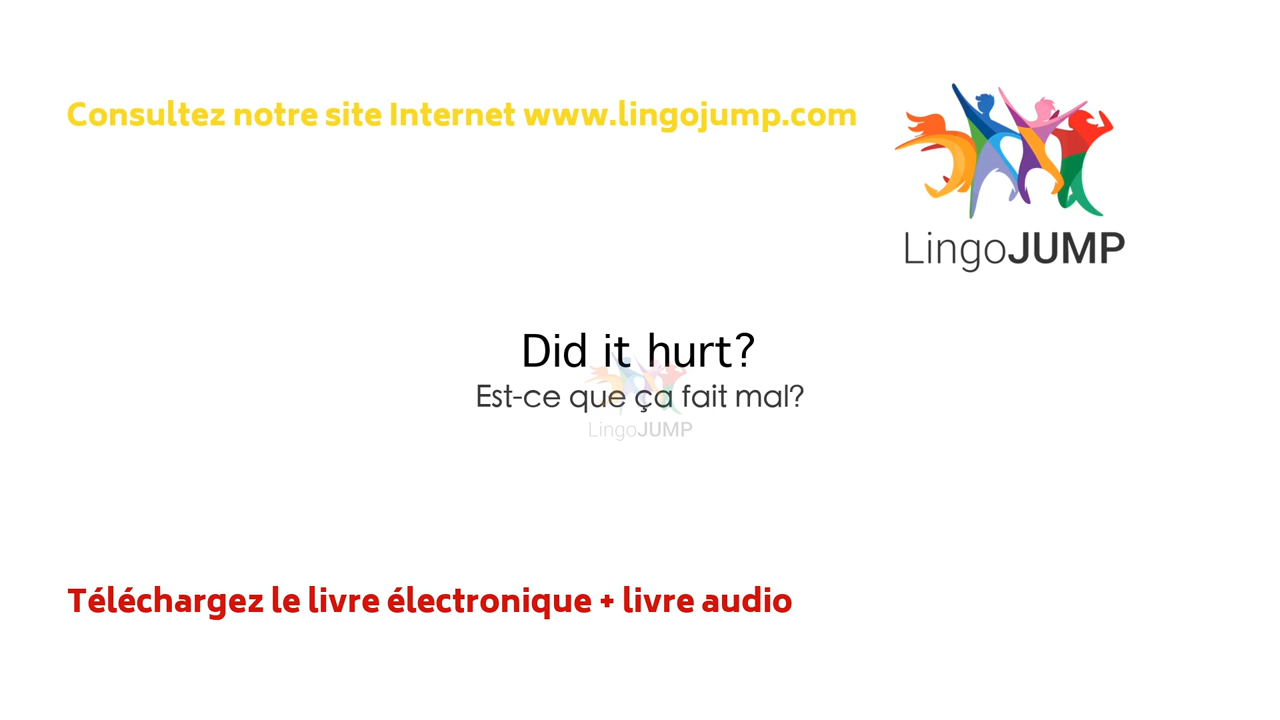 Consultez notre site Internet www.lingojump.com
LingoJUMP
Did it hurt?
Est-ce que ça fait mal?
LingoJUMP
Téléchargez le livre électronique + livre audio